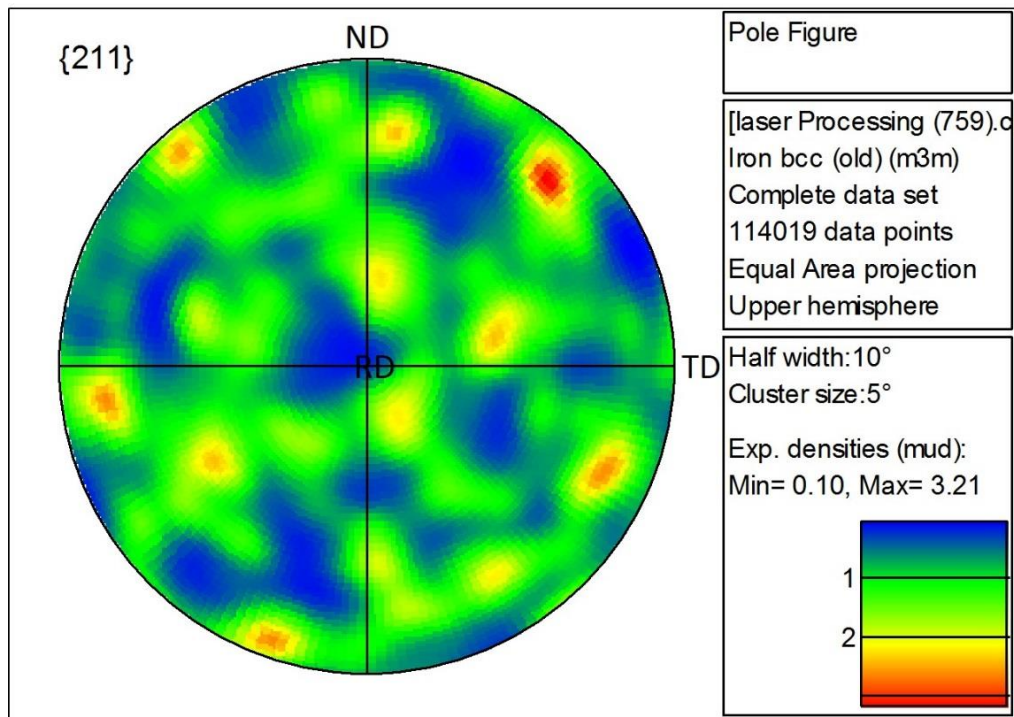 {211}
ND
RD
TD
Pole Figure
[laser Processing (759).c
Iron bcc (old) (m3m)
Complete data set
114019 data points
Equal Area projection
Upper hemisphere
Half width:10°
Cluster size:5°
Exp. densities (mud):
Min= 0.10, Max= 3.21
1
2